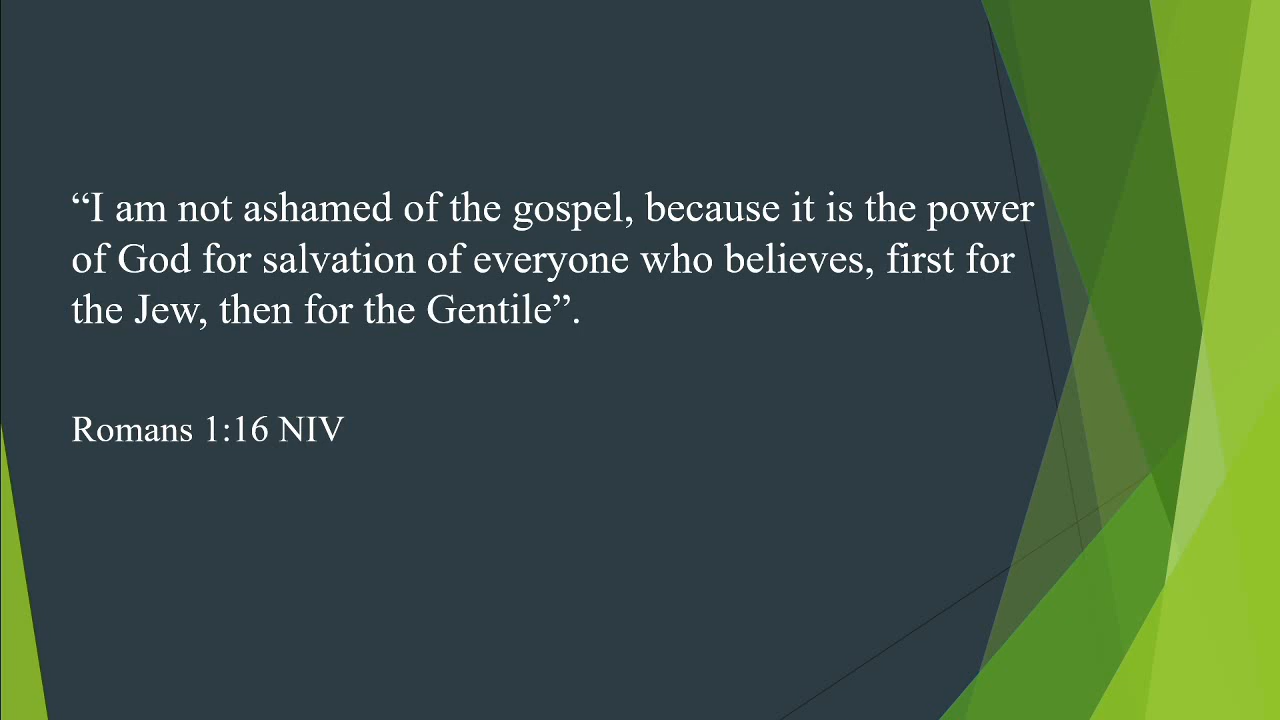 “I am not ashamed of the gospel, because it is the power
of God for salvation of everyone who believes, first for
the Jew, then for the Gentile”.
Romans 1:16 NIV